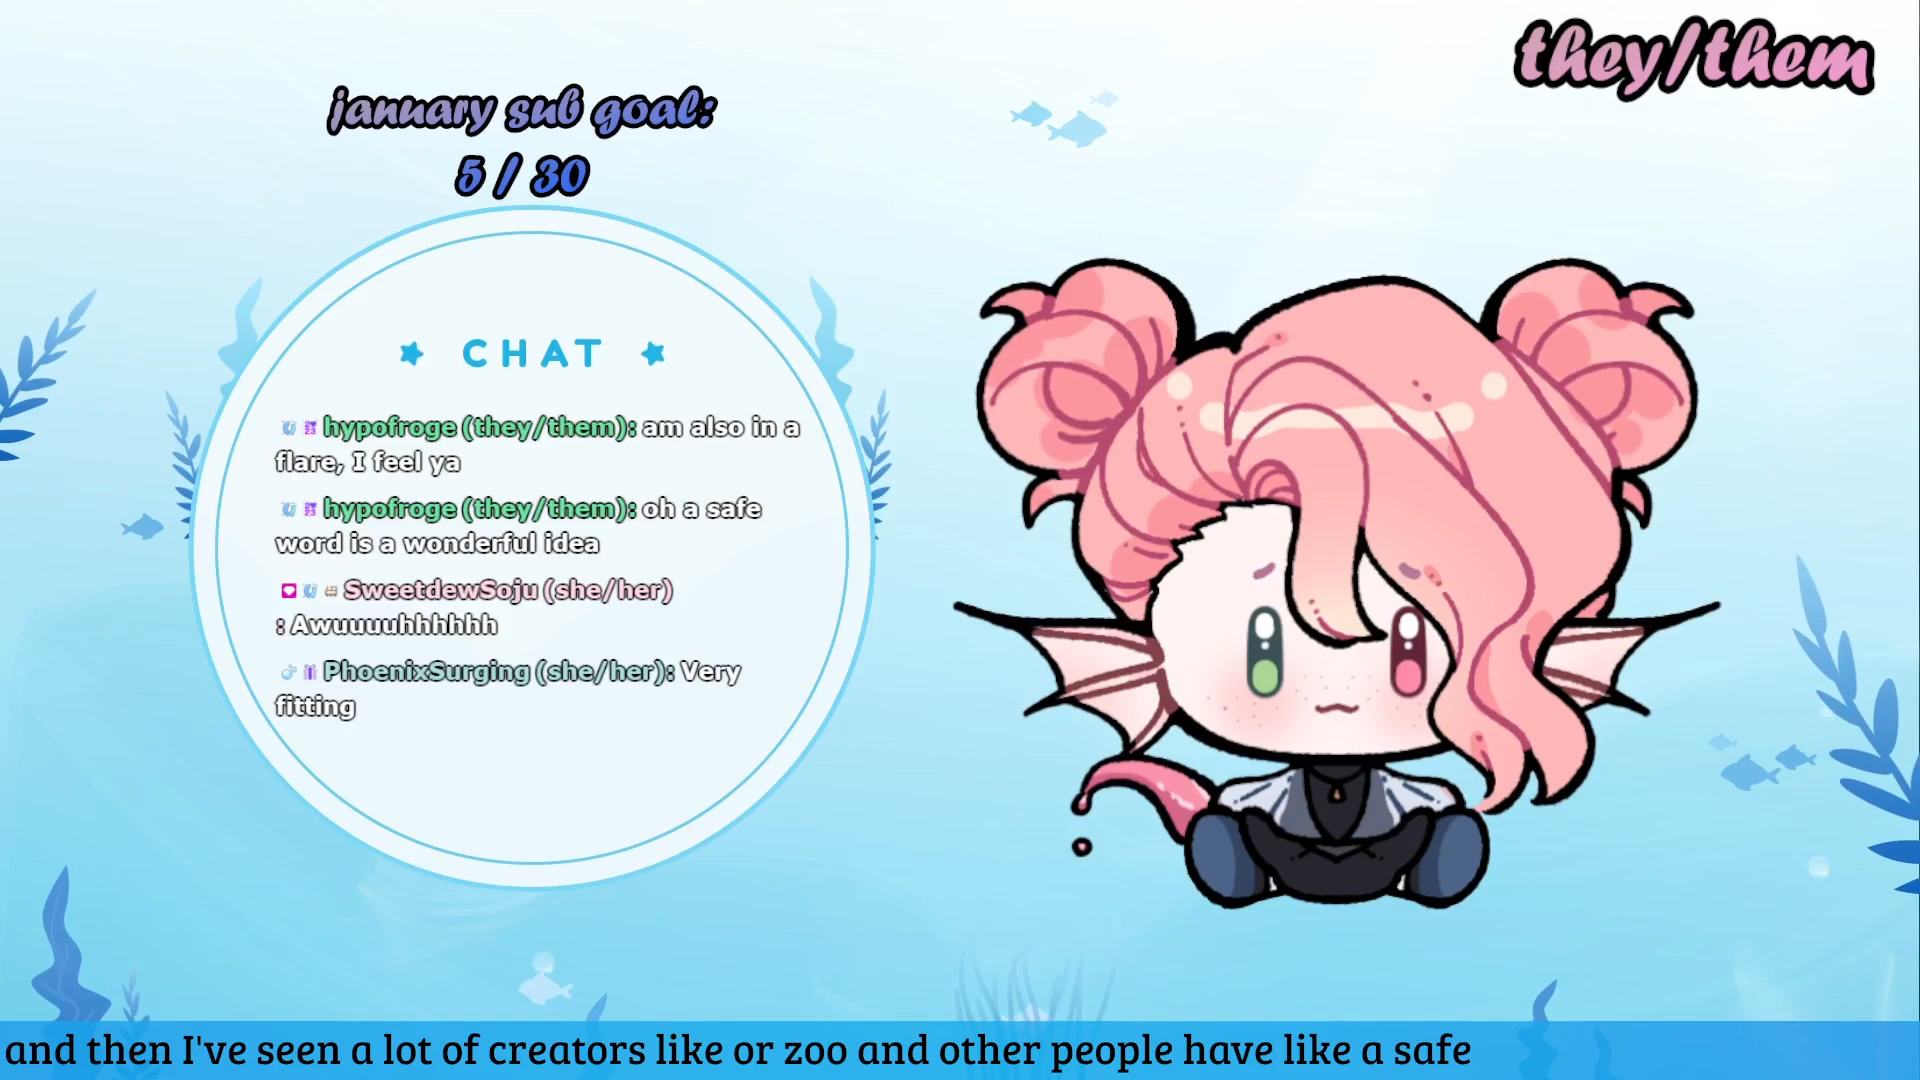 they/them
january sub goal:
5 / 30
CHAT
hypofroge (they/them): am also in a
flare, I feel ya
hypofroge (they/them): oh a safe
word is a wonderful idea
SweetdewSoju (she/her)
: Awuuuuhhhhhh
PhoenixSurging (she/her): Very
fitting
and then I've seen a lot of creators like or zoo and other people have like a safe